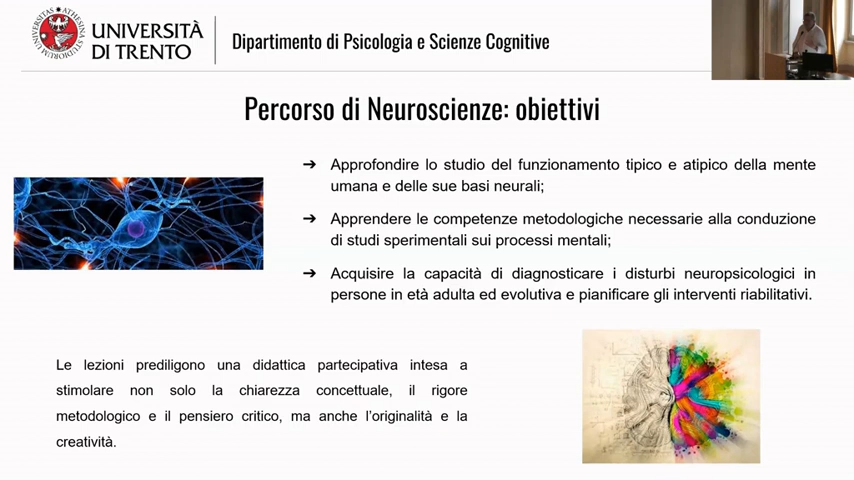 UNIVERSITÀ
DI TRENTO
Dipartimento di Psicologia e Scienze Cognitive
Percorso di Neuroscienze: obiettivi
➔ Approfondire lo studio del funzionamento tipico e atipico della mente
umana e delle sue basi neurali;
➔ Apprendere le competenze metodologiche necessarie alla conduzione
di studi sperimentali sui processi mentali;
➔ Acquisire la capacità di diagnosticare i disturbi neuropsicologici in
persone in età adulta ed evolutiva e pianificare gli interventi riabilitativi.
Le lezioni prediligono una didattica partecipativa intesa a
stimolare non solo la chiarezza concettuale, il rigore
metodologico e il pensiero critico, ma anche l'originalità e la
creatività.